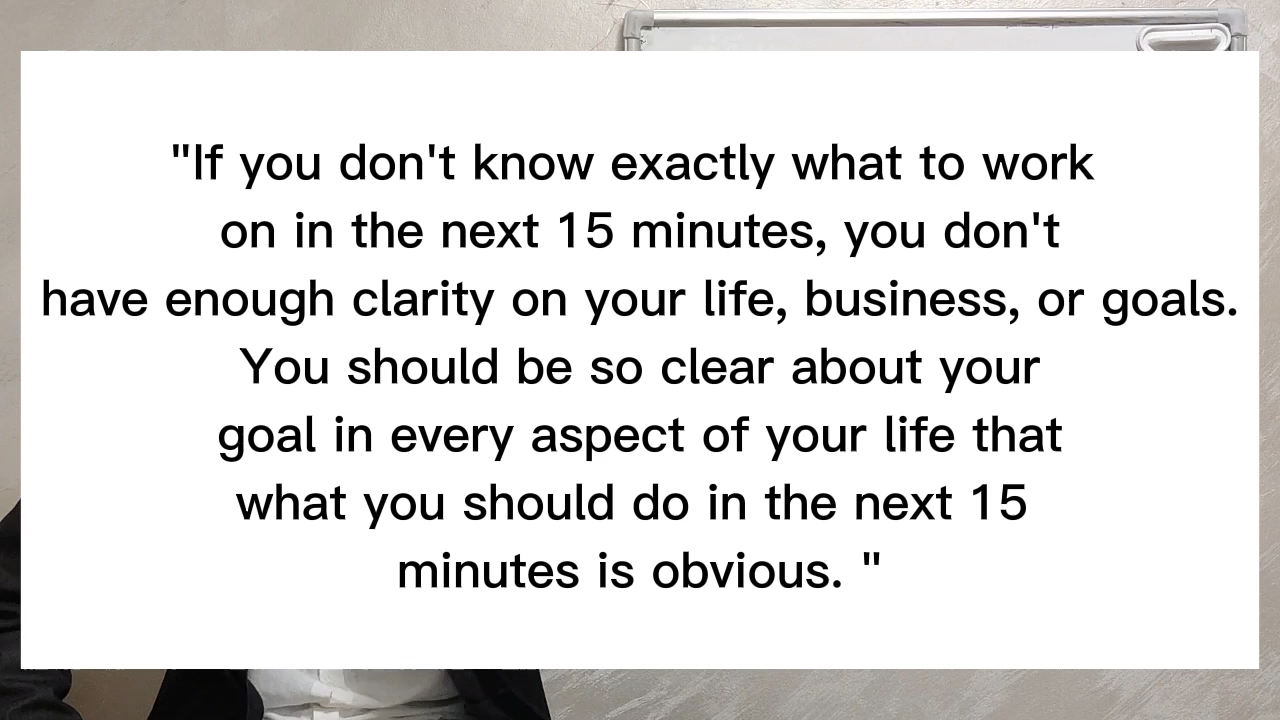 "If you don't know exactly what to work
on in the next 15 minutes, you don't
have enough clarity on your life, business, or goals.
You should be so clear about your
goal in every aspect of your life that
what you should do in the next 15
minutes is obvious. "